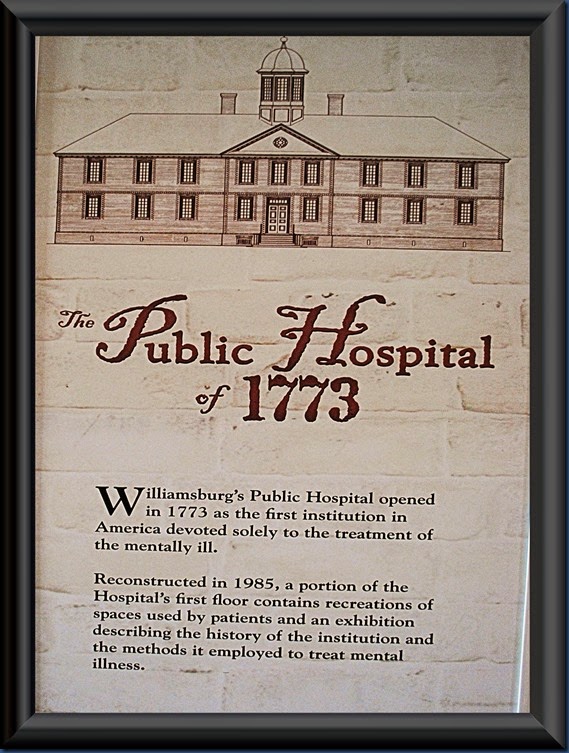 The Public Hospital
of 1773
Williamsburg's Public Hospital opened
in 1773 as the first institution in
America devoted solely to the treatment of
the mentally ill.
Reconstructed in 1985, a portion of the
Hospital's first floor contains recreations of
spaces used by patients and an exhibition
describing the history of the institution and
the methods it employed to treat mental
illness.